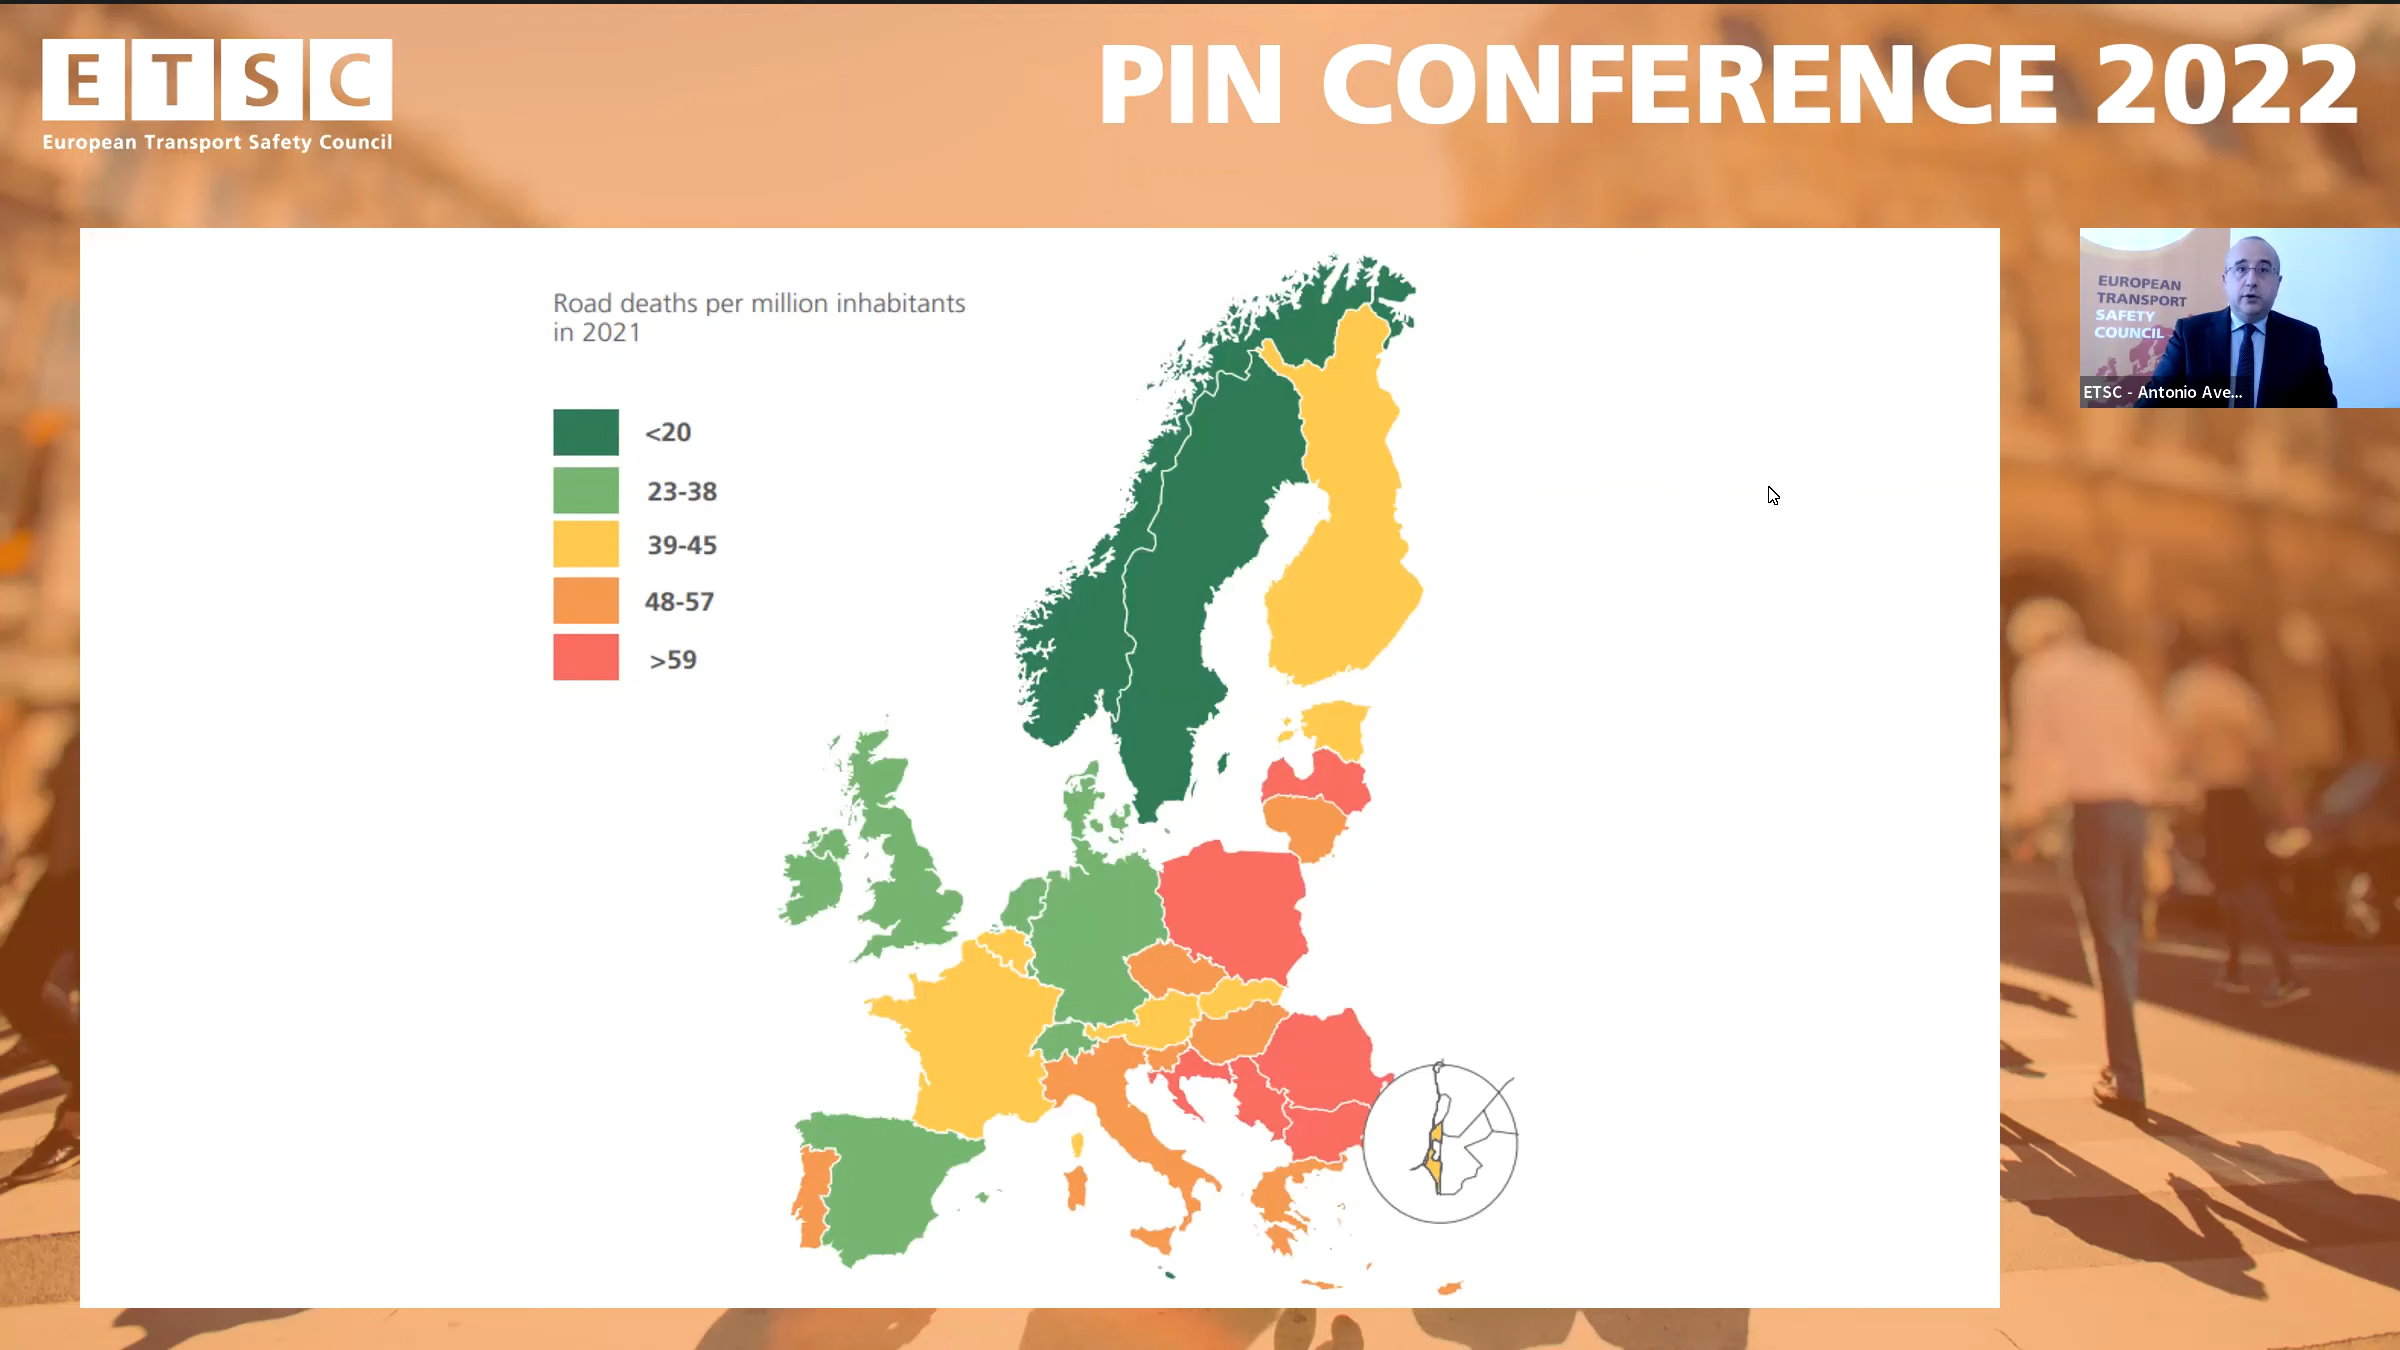 ETSC
European Transport Safety Council
PIN CONFERENCE 2022
Road deaths per million inhabitants
in 2021
<20
23-38
39-45
48-57
>59
EUROPEAN
TRANSPORT
SAFETY
COUNCIL
ETSC - Antonio Ave...